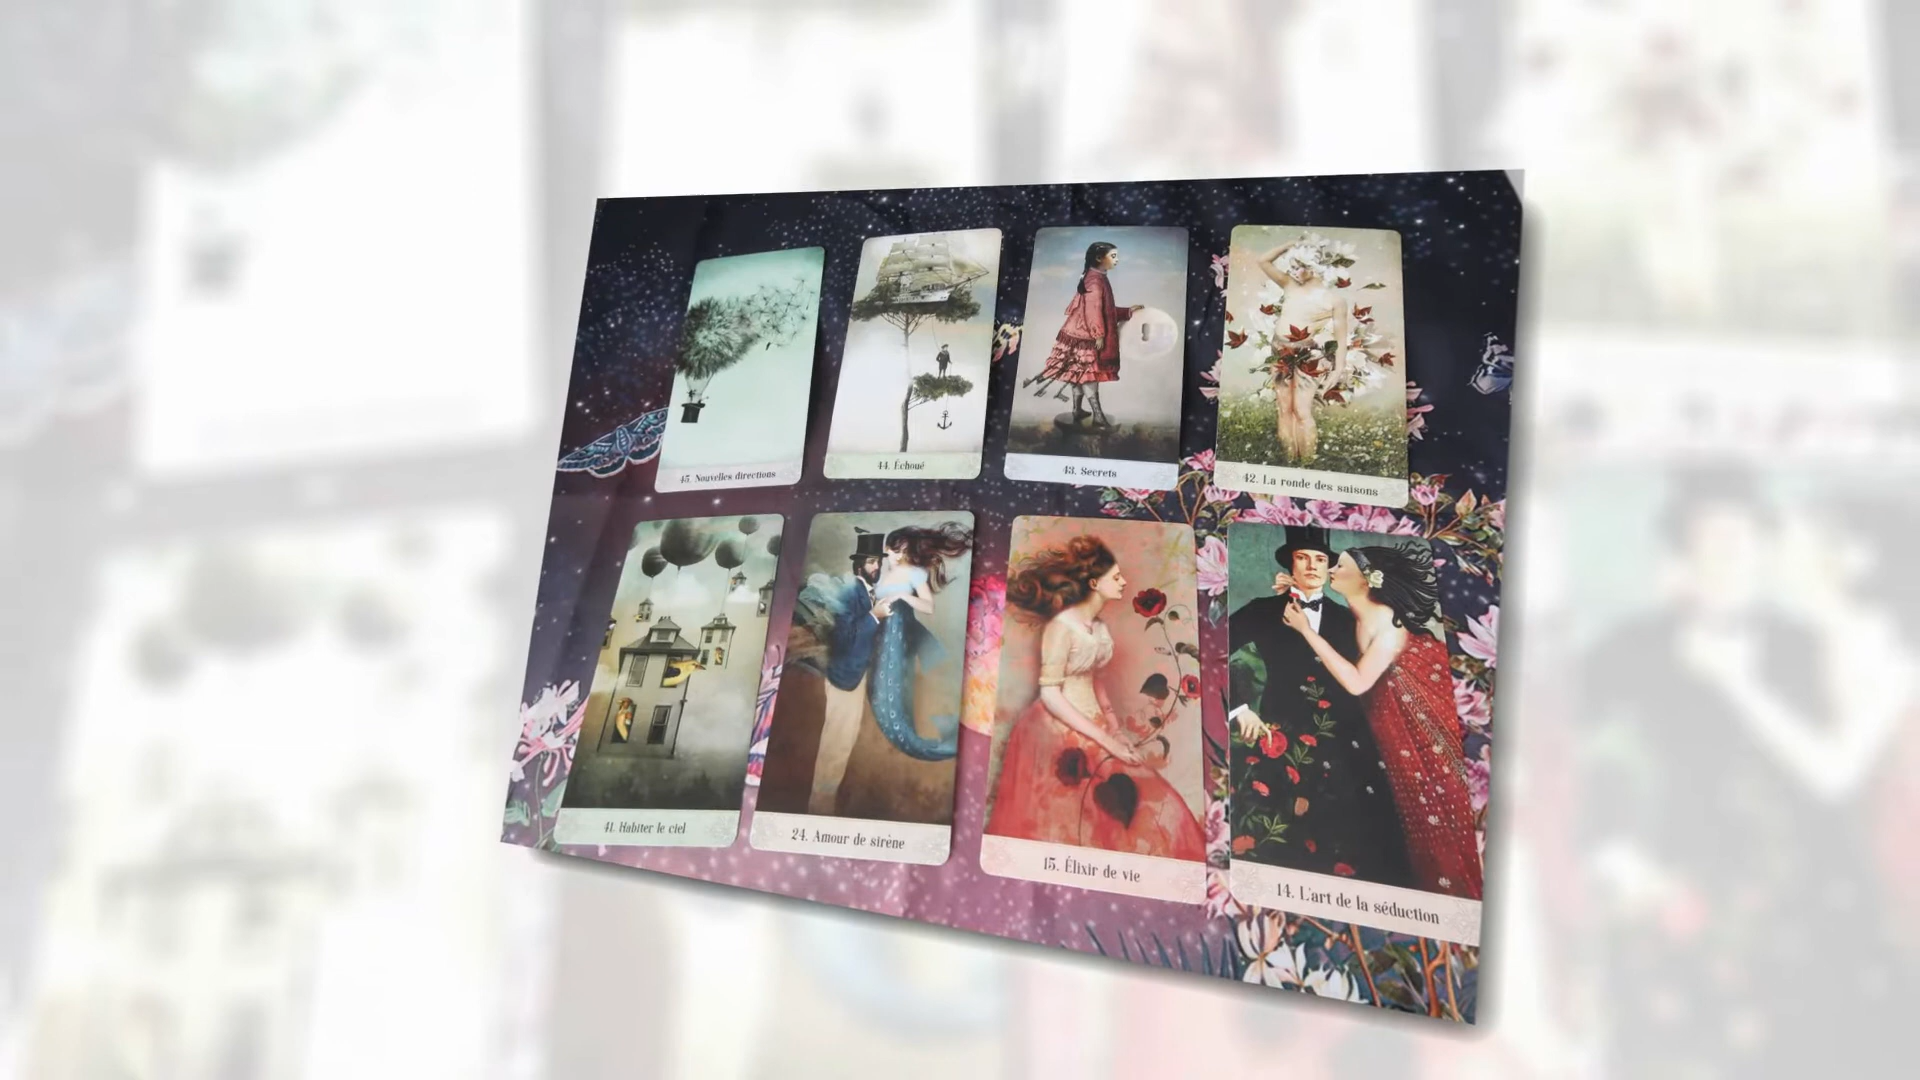 45. Nouvelles directions
44. Échoué
43. Secrets
42. La ronde des saisons
41. Habiter le ciel
24. Amour de sirène
15. Élixir de vie
14. L'art de la séduction